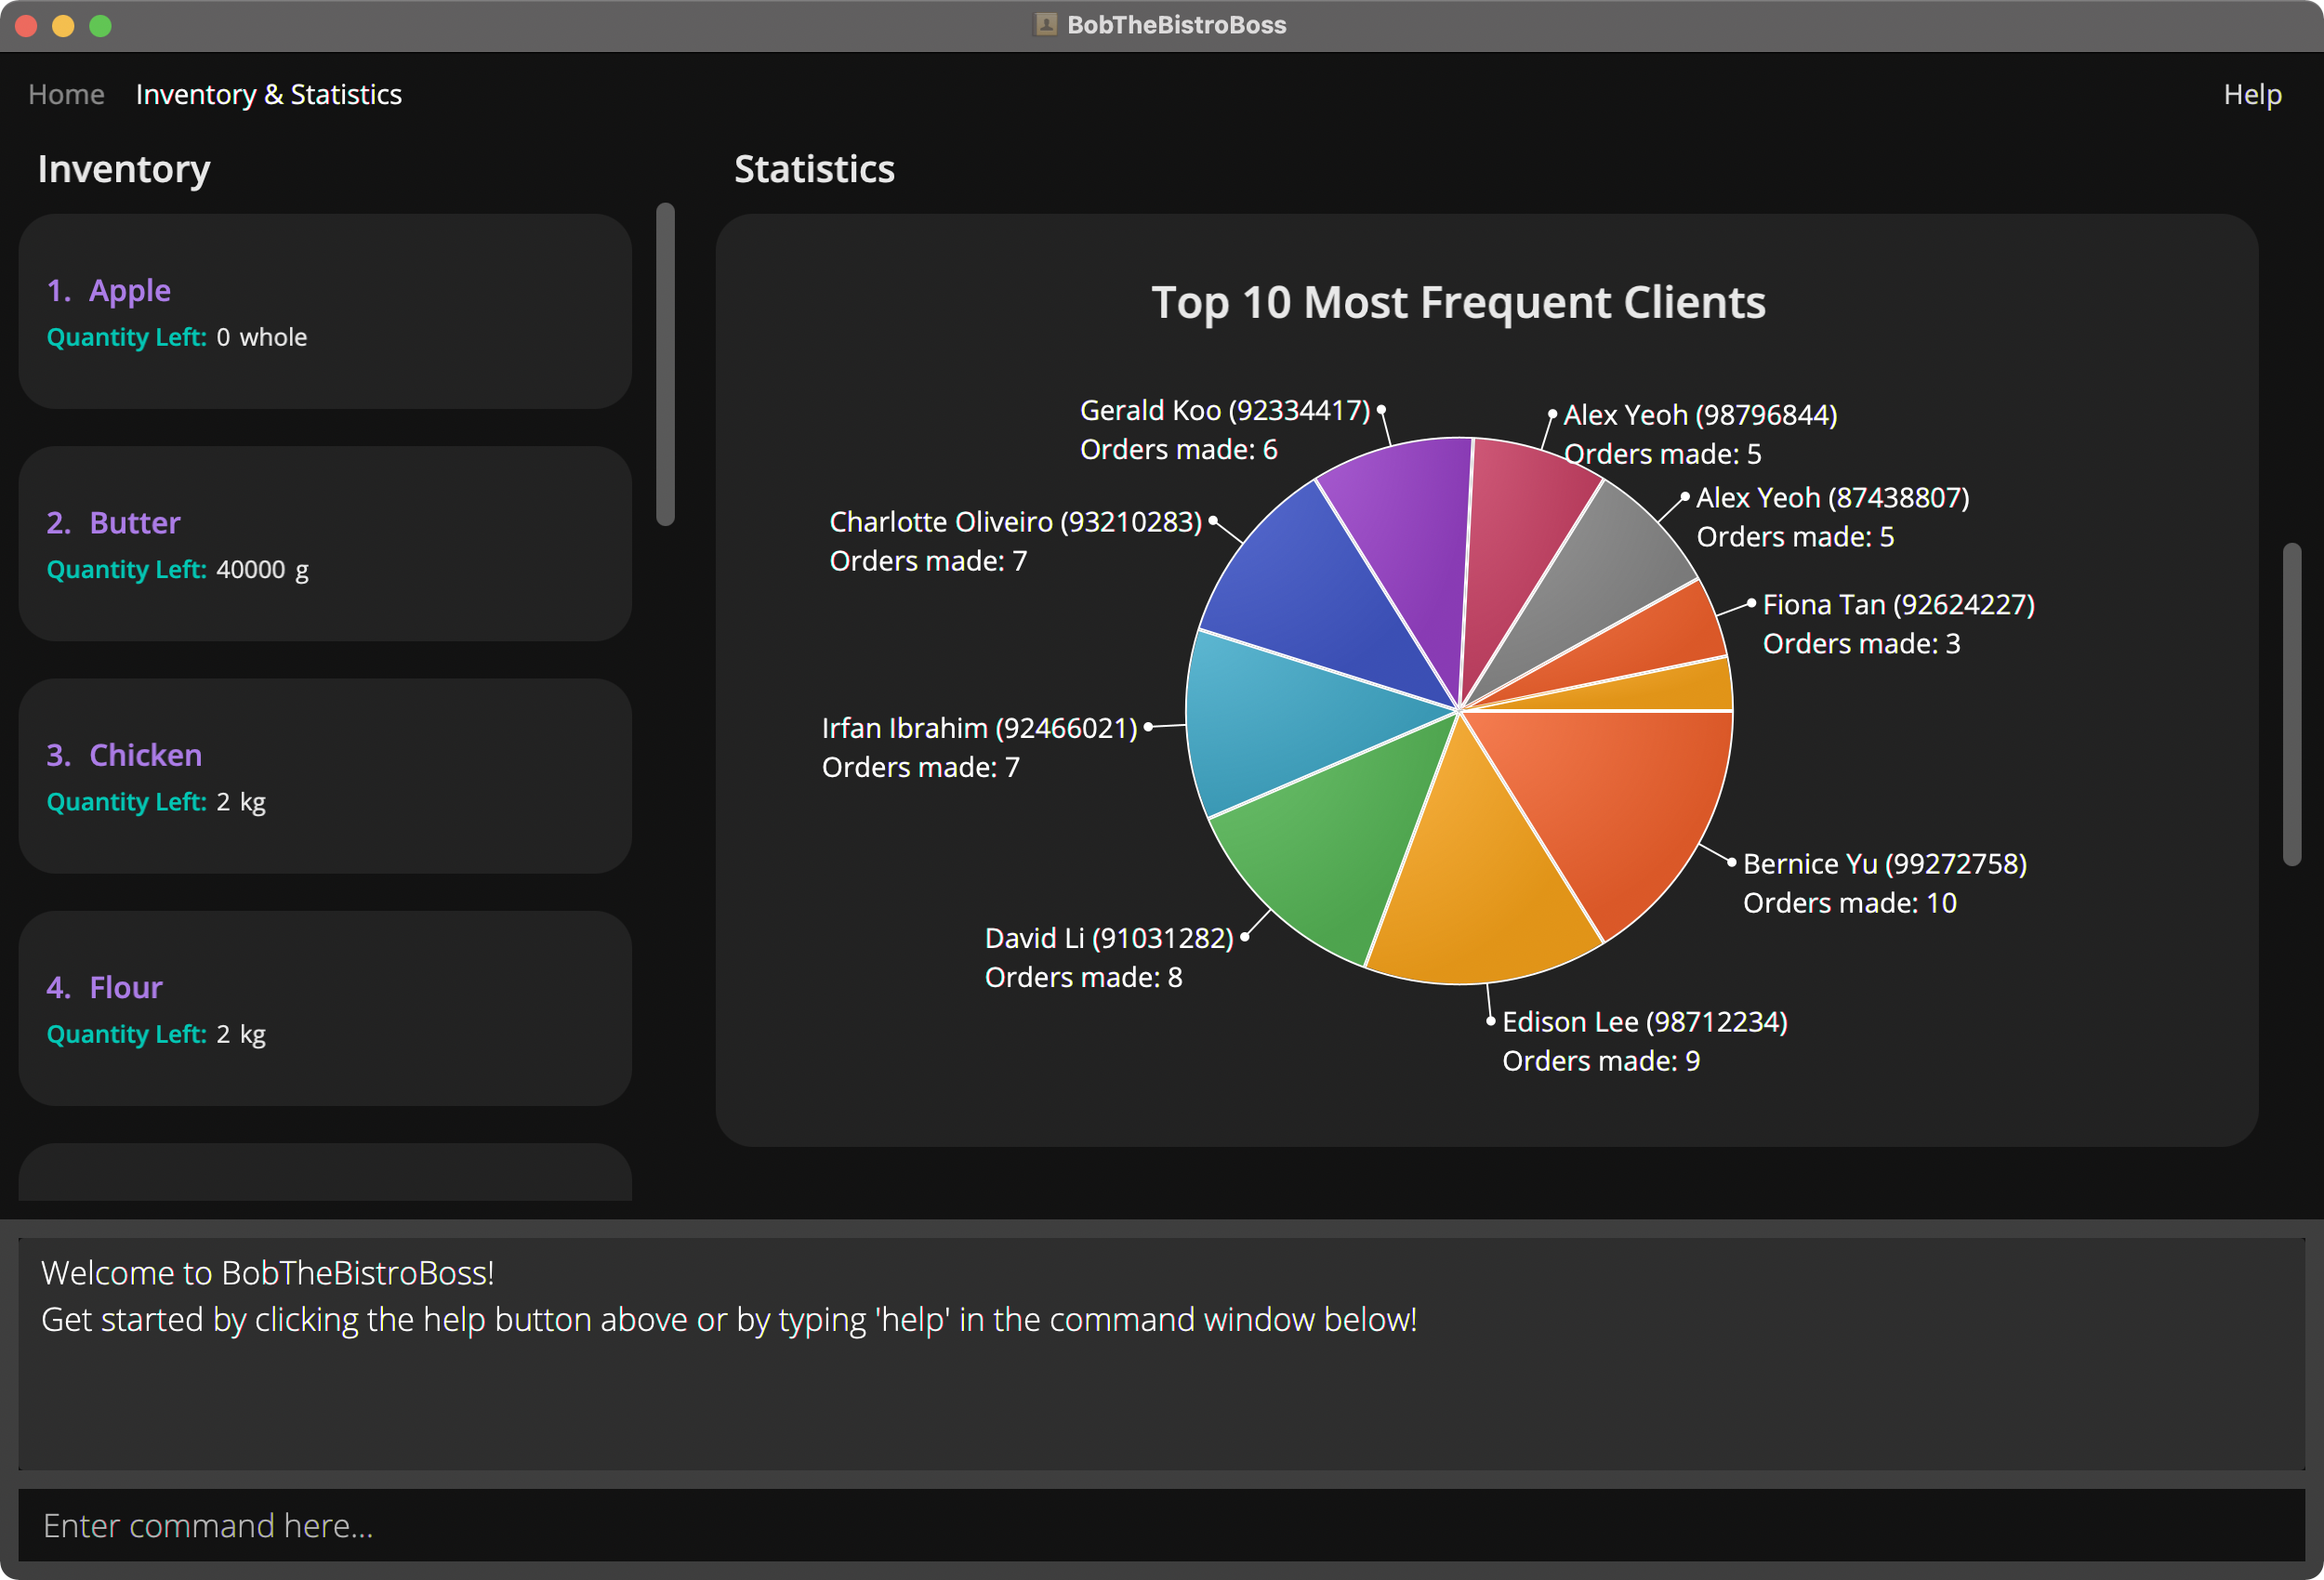 BobTheBistroBoss
Home
Inventory & Statistics
Help
Inventory
1. Apple
Quantity Left: 0 whole
2. Butter
Quantity Left: 40000 g
3. Chicken
Quantity Left: 2 kg
4. Flour
Quantity Left: 2 kg
Statistics
Top 10 Most Frequent Clients
Gerald Koo (92334417)
Orders made: 6
Alex Yeoh (98796844)
Orders made: 5
Alex Yeoh (87438807)
Orders made: 5
Charlotte Oliveiro (93210283)
Orders made: 7
Fiona Tan (92624227)
Orders made: 3
Irfan Ibrahim (92466021)
Orders made: 7
Bernice Yu (99272758)
Orders made: 10
David Li (91031282)
Orders made: 8
Edison Lee (98712234)
Orders made: 9
Welcome to BobTheBistroBoss!
Get started by clicking the help button above or by typing 'help' in the command window below!
Enter command here...